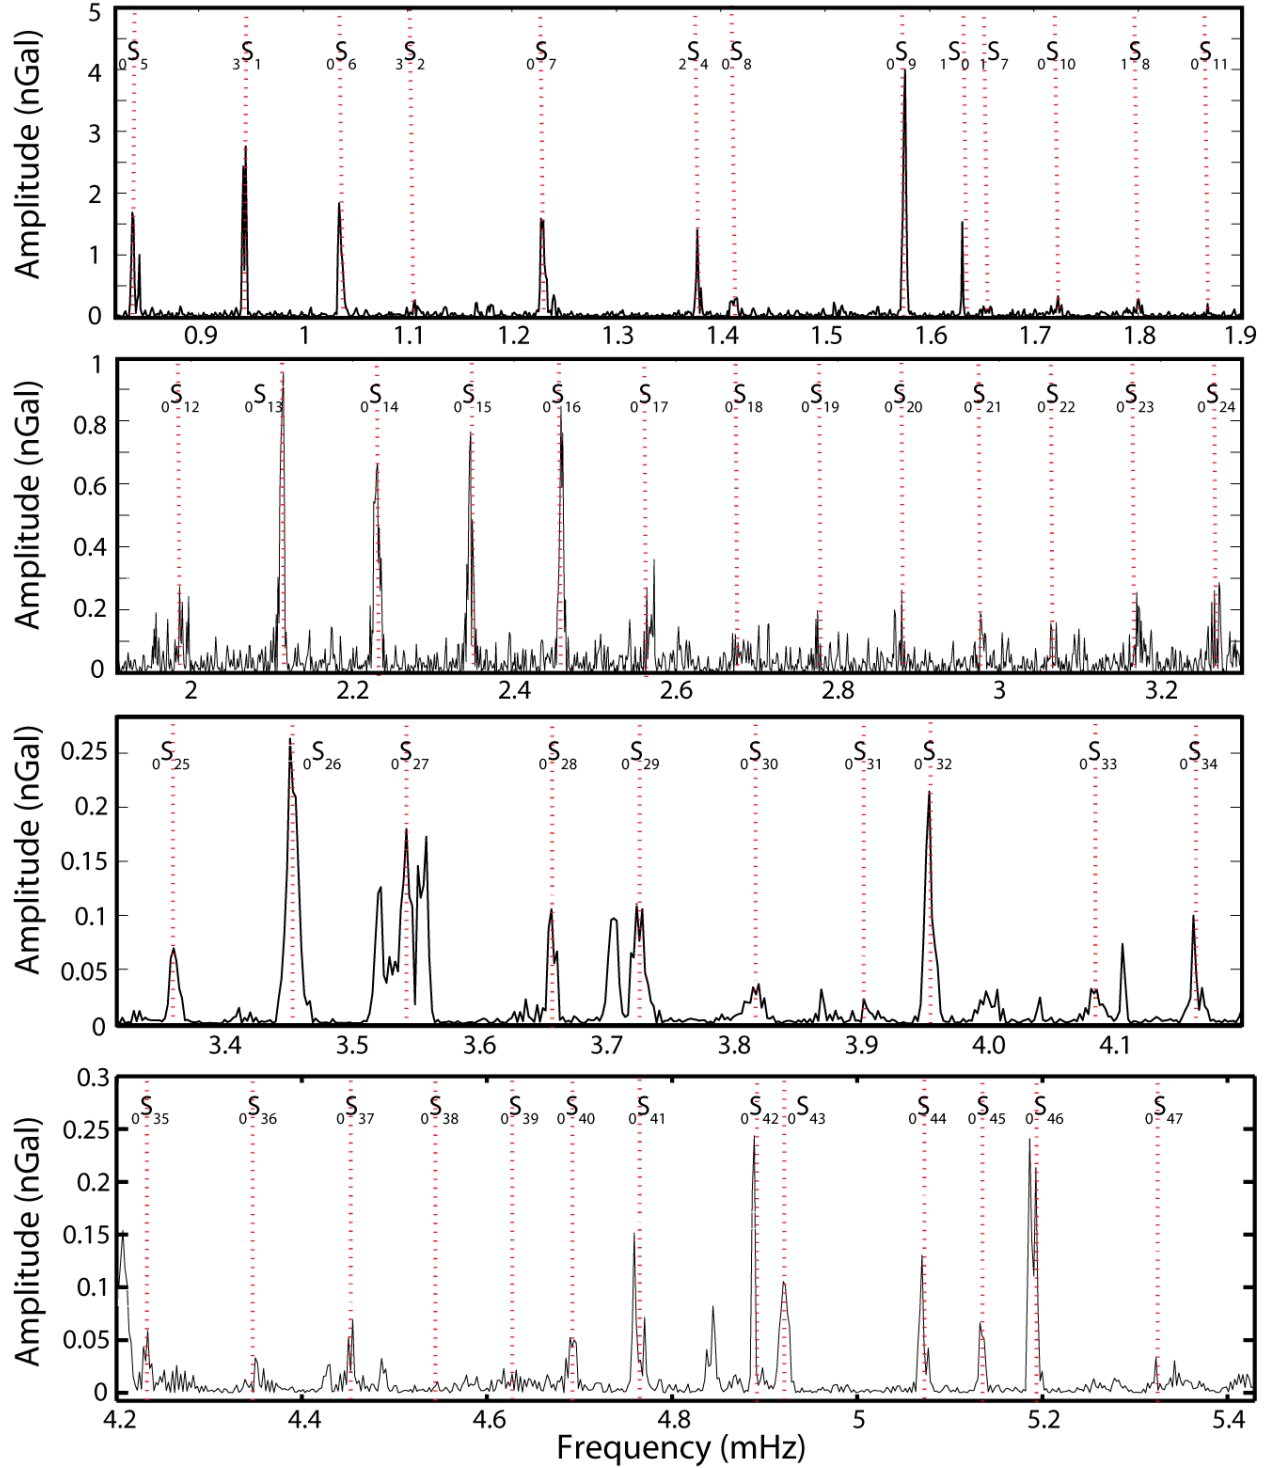 5
4
3
2
1
0
Amplitude (nGal)
0S5 3S1 0S6 3S2 0S7 2S4 0S8 0S9 1S0 1S7 0S10 1S8 0S11
0.9 1 1.1 1.2 1.3 1.4 1.5 1.6 1.7 1.8 1.9
1
0.8
0.6
0.4
0.2
0
Amplitude (nGal)
0S12 0S13 0S14 0S15 0S16 0S17 0S18 0S19 0S20 0S21 0S22 0S23 0S24
2 2.2 2.4 2.6 2.8 3 3.2
0.25
0.2
0.15
0.1
0.05
0
Amplitude (nGal)
0S25 0S26 0S27 0S28 0S29 0S30 0S31 0S32 0S33 0S34
3.4 3.5 3.6 3.7 3.8 3.9 4.0 4.1
0.3
0.25
0.2
0.15
0.1
0.05
0
Amplitude (nGal)
0S35 0S36 0S37 0S38 0S39 0S40 0S41 0S42 0S43 0S44 0S45 0S46 0S47
4.2 4.4 4.6 4.8 5 5.2 5.4
Frequency (mHz)